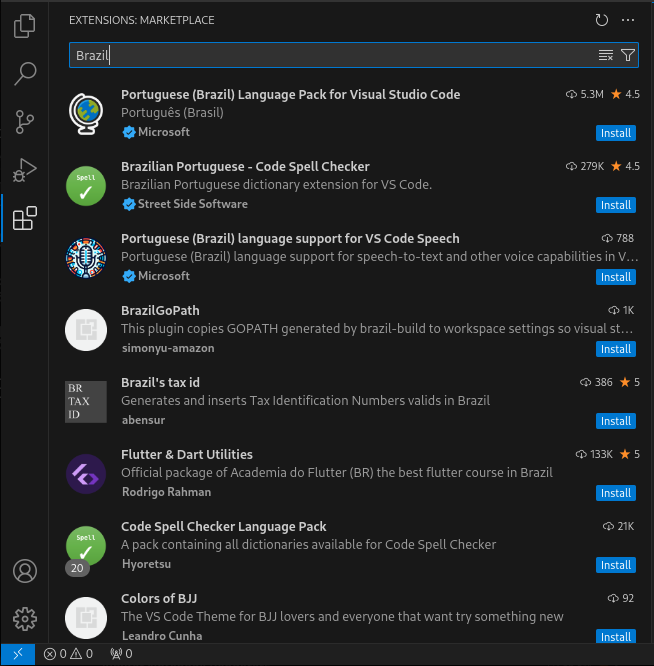 EXTENSIONS: MARKETPLACE
Brazil
Portuguese (Brazil) Language Pack for Visual Studio Code 5.3M 4.5
Português (Brasil)
Microsoft Install
Spell
Brazilian Portuguese - Code Spell Checker 279K 4.5
Brazilian Portuguese dictionary extension for VS Code.
Street Side Software Install
Portuguese (Brazil) language support for VS Code Speech 788
Portuguese (Brazil) language support for speech-to-text and other voice capabilities in V...
Microsoft Install
BrazilGoPath 1K
This plugin copies GOPATH generated by brazil-build to workspace settings so visual st...
simonyu-amazon Install
BR
TAX
ID
Brazil's tax id 386 5
Generates and inserts Tax Identification Numbers valids in Brazil
abensur Install
Flutter & Dart Utilities 133K 5
Official package of Academia do Flutter (BR) the best flutter course in Brazil
Rodrigo Rahman Install
Spell
20
Code Spell Checker Language Pack 21K
A pack containing all dictionaries available for Code Spell Checker
Hyoretsu Install
Colors of BJJ 92
The VS Code Theme for BJJ lovers and everyone that want try something new
Leandro Cunha Install
0 0 0